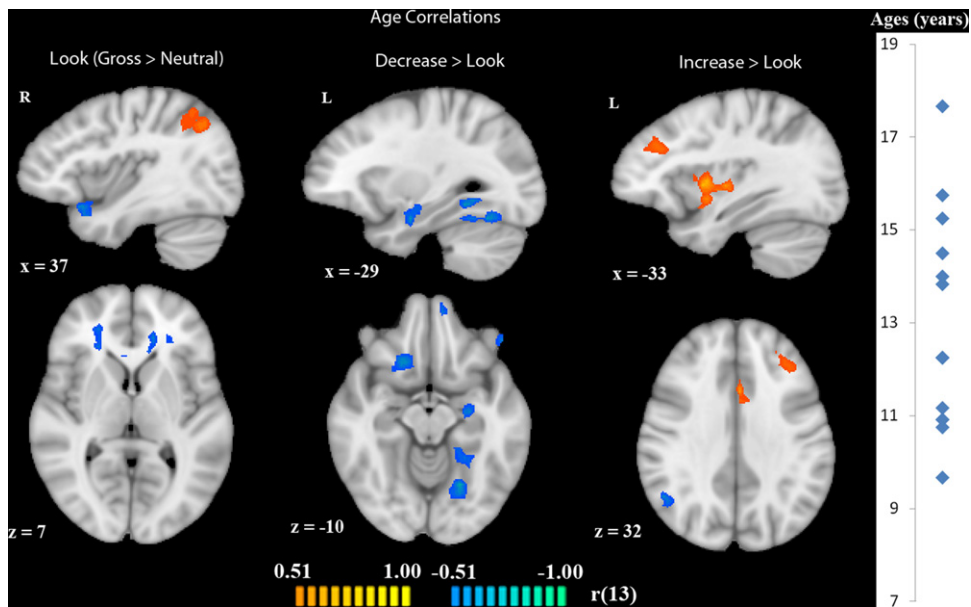 Age Correlations
Ages (years)
Look (Gross > Neutral)
Decrease > Look
Increase > Look
R
L
L
x = 37
x = -29
x = -33
z = 7
z = -10
z = 32
0.51 1.00 -0.51 -1.00 r(13)
19
17
15
13
11
9
7